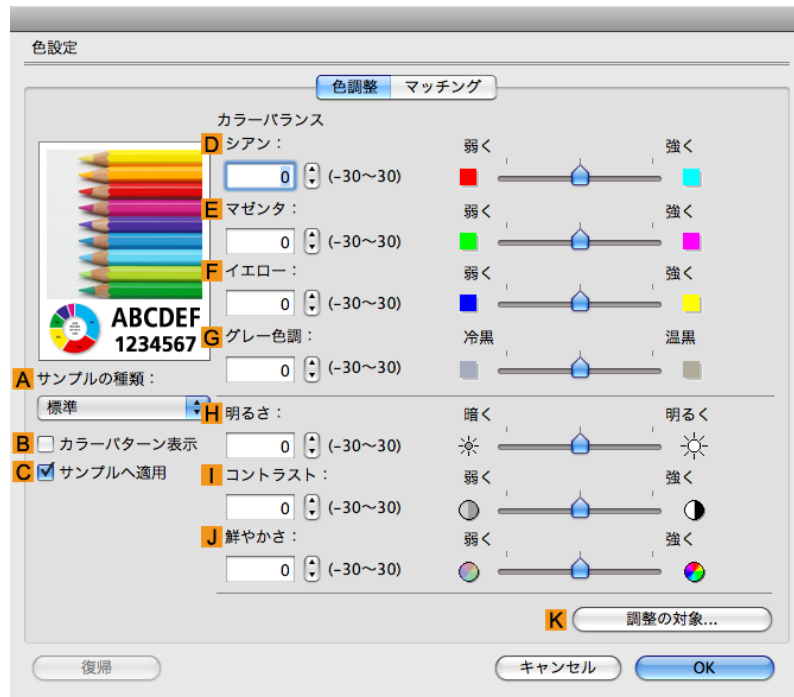 色設定
色調整 マッチング
カラーバランス
D シアン：
弱く 強く
0 (-30～30)
E マゼンタ：
弱く 強く
0 (-30～30)
F イエロー：
弱く 強く
0 (-30～30)
ABCDEF
1234567
G グレー色調：
冷黒 温黒
0 (-30～30)
A サンプルの種類：
標準
H 明るさ：
暗く 明るく
0 (-30～30)
B カラーパターン表示
C サンプルへ適用
I コントラスト：
弱く 強く
0 (-30～30)
J 鮮やかさ：
弱く 強く
0 (-30～30)
K 調整の対象...
復帰 キャンセル OK